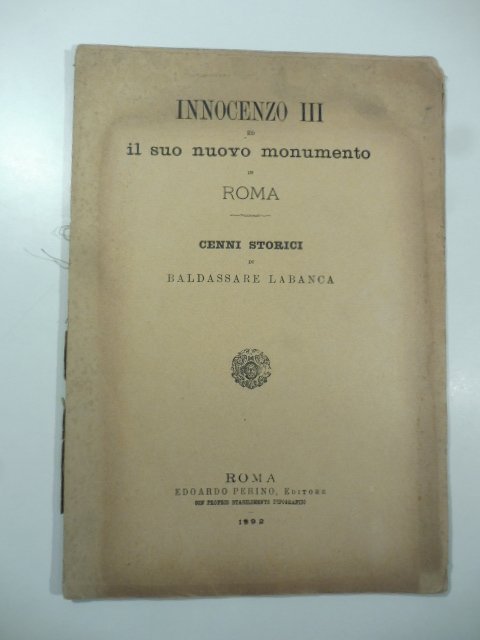 INNOCENZO III
ED
il suo nuovo monumento
IN
ROMA
CENNI STORICI
DI
BALDASSARE LABANCA
ROMA
EDOARDO PERINO, EDITORE
CON PROPRIO STABILIMENTO TIPOGRAFICO
1892